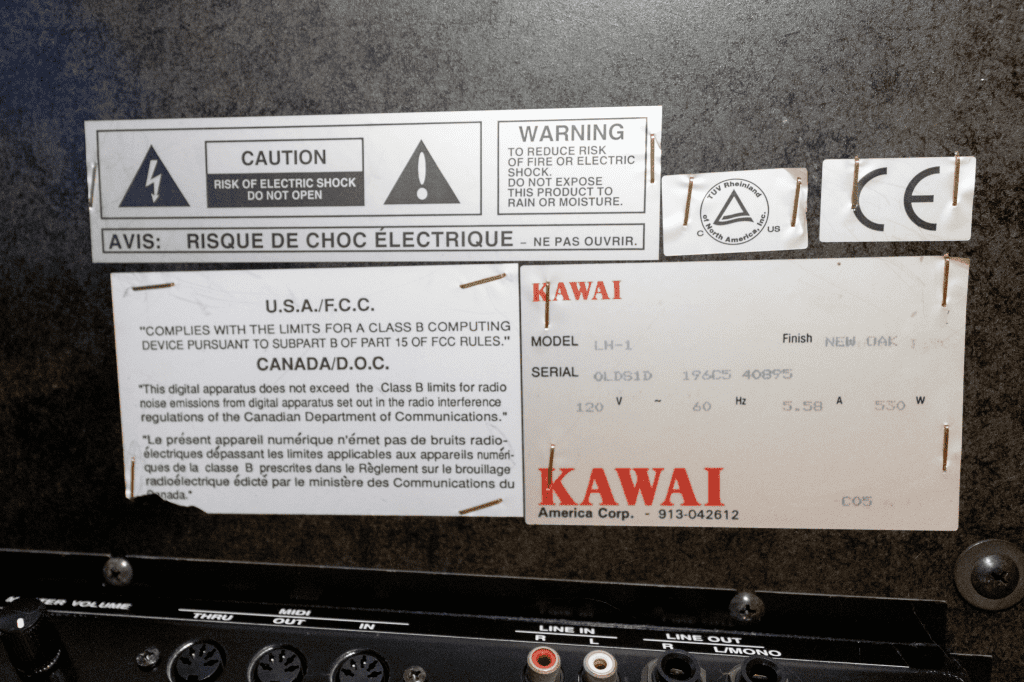 CAUTION
RISK OF ELECTRIC SHOCK
DO NOT OPEN
WARNING
TO REDUCE RISK
OF FIRE OR ELECTRIC
SHOCK.
DO NOT EXPOSE
THIS PRODUCT TO
RAIN OR MOISTURE.
AVIS: RISQUE DE CHOC ÉLECTRIQUE – NE PAS OUVRIR.
TÜV Rheinland
of North America, Inc.
C US
CE
U.S.A./F.C.C.
"COMPLIES WITH THE LIMITS FOR A CLASS B COMPUTING
DEVICE PURSUANT TO SUBPART B OF PART 15 OF FCC RULES."
CANADA/D.O.C.
"This digital apparatus does not exceed the Class B limits for radio
noise emissions from digital apparatus set out in the radio interference
regulations of the Canadian Department of Communications."
"Le présent appareil numérique n'émet pas de bruits radio-
électriques dépassant les limites applicables aux appareils numéri-
ques de la classe B prescrites dans le Règlement sur le brouillage
radioélectrique édicté par le ministère des Communications du
Canada."
KAWAI
MODEL LH-1 Finish NEW OAK
SERIAL OLDS1D 196C5 40895
120 V ~ 60 Hz 5.58 A 530 W
KAWAI
America Corp. - 913-042612
C05
MASTER VOLUME
MIDI
THRU OUT IN
LINE IN
R L
LINE OUT
R L/MONO